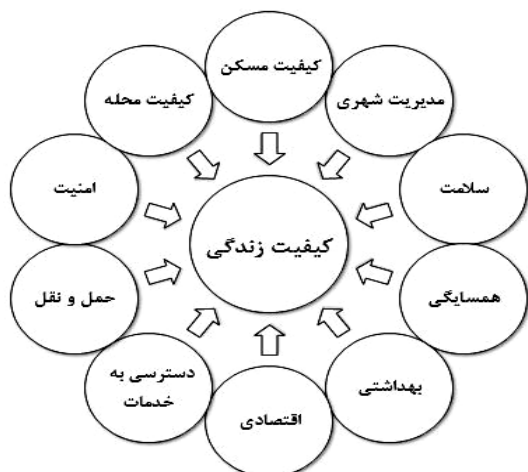 کیفیت مسکن
مدیریت شهری
سلامت
همسایگی
بهداشتی
اقتصادی
دسترسی به
خدمات
حمل و نقل
امنیت
کیفیت محله
کیفیت زندگی